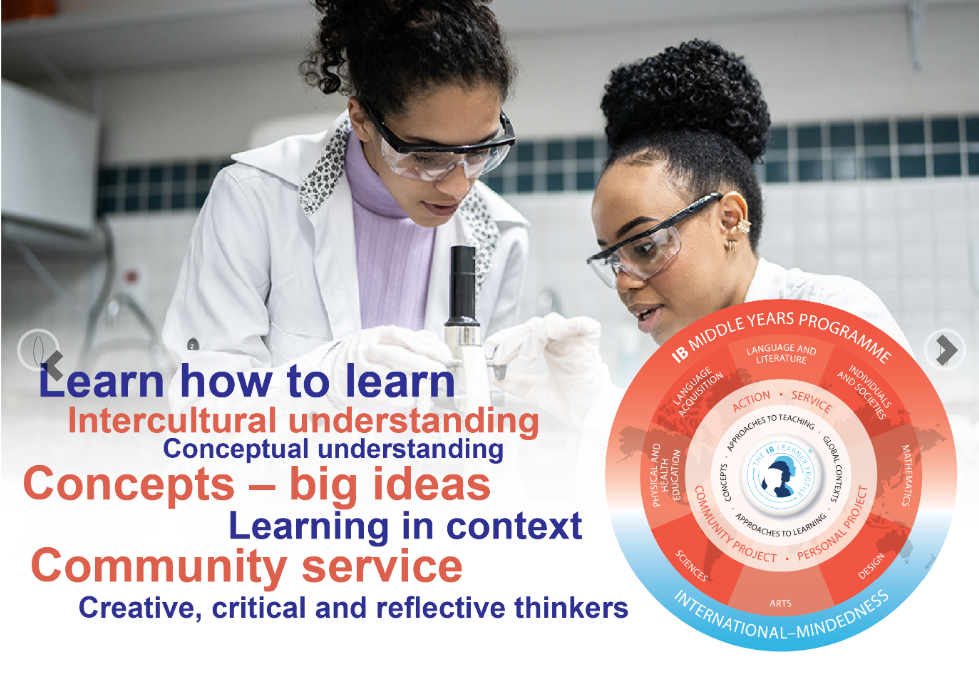 Learn how to learn
Intercultural understanding
Conceptual understanding
Concepts – big ideas
Learning in context
Community service
Creative, critical and reflective thinkers
IB MIDDLE YEARS PROGRAMME
LANGUAGE AND
LITERATURE
LANGUAGE
ACQUISITION
INDIVIDUALS
AND SOCIETIES
PHYSICAL AND
HEALTH
EDUCATION
MATHEMATICS
SCIENCES
DESIGN
ARTS
ACTION • SERVICE
COMMUNITY PROJECT • PERSONAL PROJECT
APPROACHES TO TEACHING
GLOBAL CONTEXTS
APPROACHES TO LEARNING
CONCEPTS
THE IB LEARNER PROFILE
INTERNATIONAL–MINDEDNESS